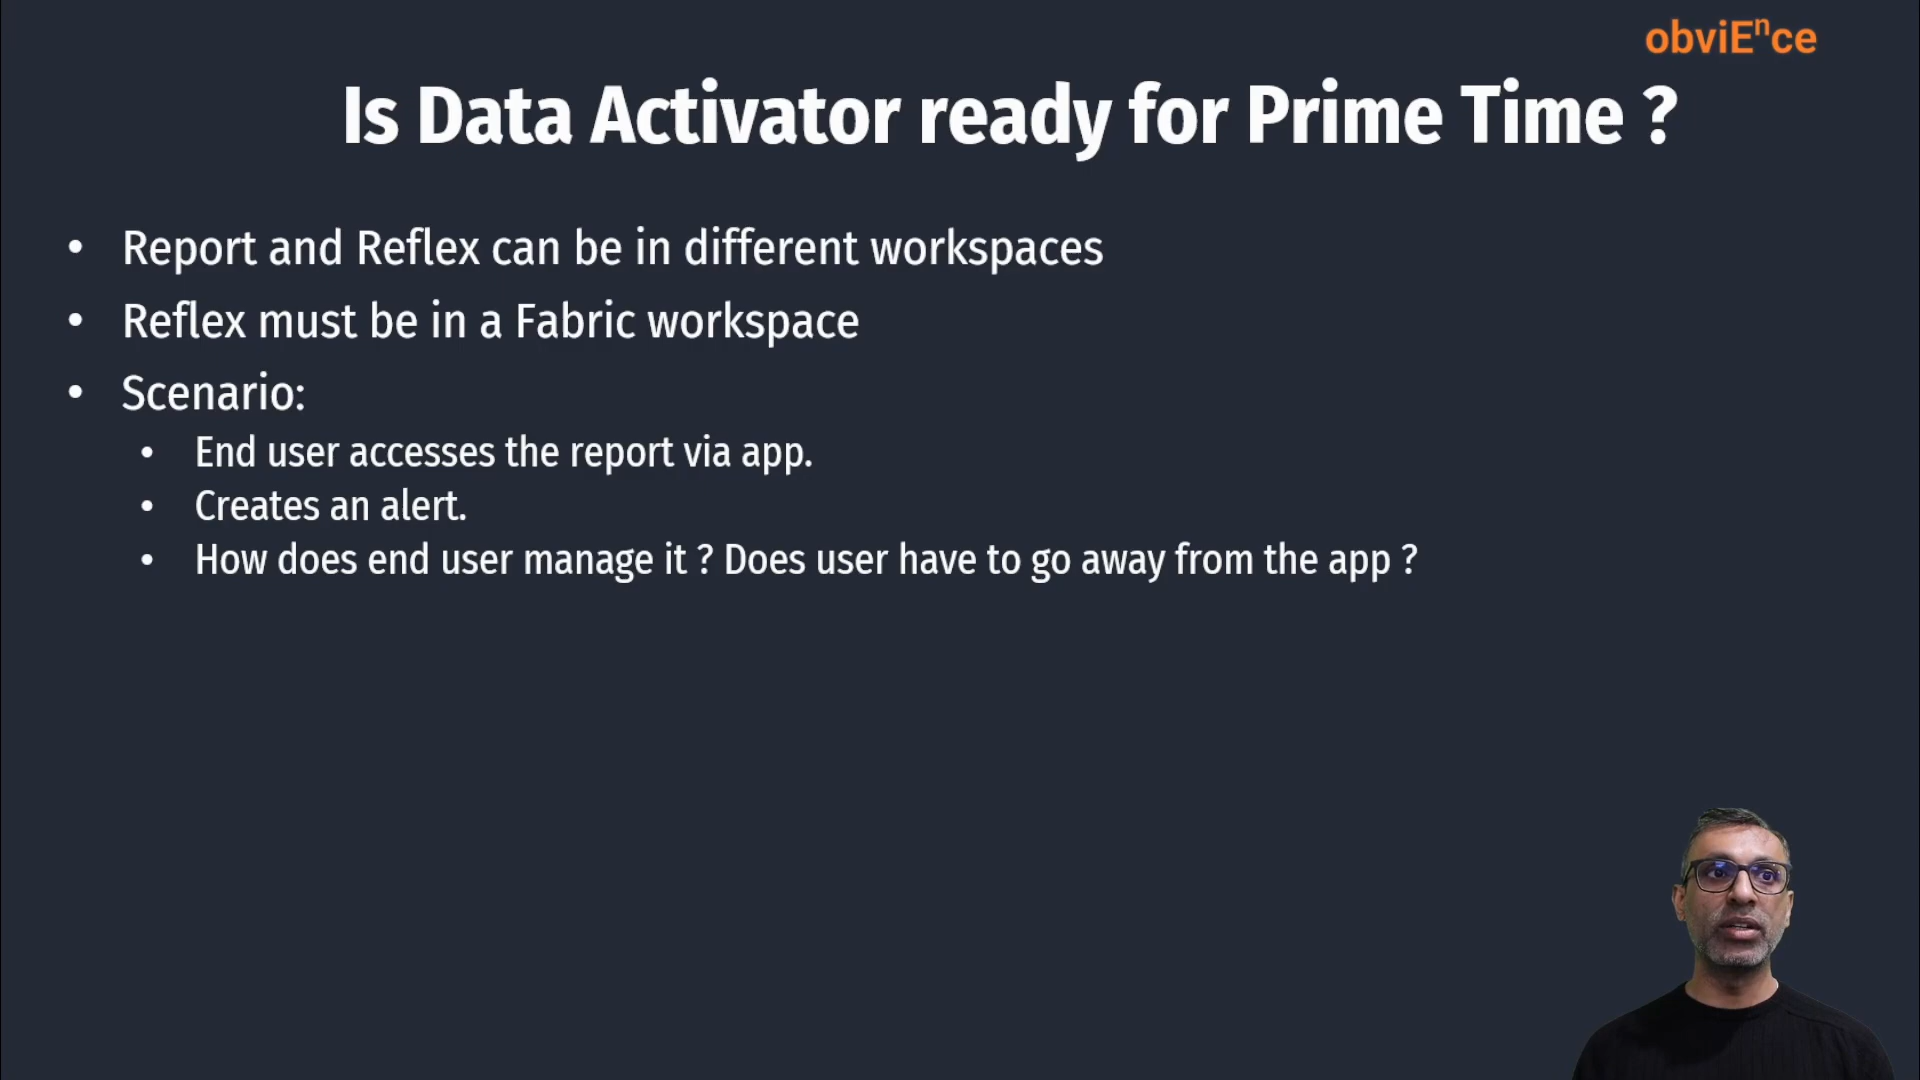 obviEnce
Is Data Activator ready for Prime Time ?
• Report and Reflex can be in different workspaces
• Reflex must be in a Fabric workspace
• Scenario:
• End user accesses the report via app.
• Creates an alert.
• How does end user manage it ? Does user have to go away from the app ?